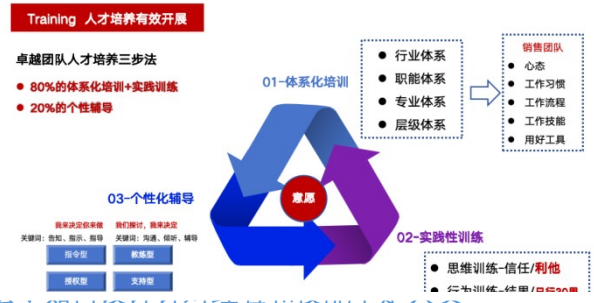 Training 人才培养有效开展
卓越团队人才培养三步法
● 80%的体系化培训+实践训练
● 20%的个性辅导
01-体系化培训
● 行业体系
● 职能体系
● 专业体系
● 层级体系
销售团队
● 心态
● 工作习惯
● 工作流程
● 工作技能
● 用好工具
意愿
03-个性化辅导
我来决定你来做
关键词：告知、指示、指导
我们探讨，我来决定
关键词：沟通、倾听、辅导
指令型
教练型
授权型
支持型
02-实践性训练
● 思维训练-信任/利他
● 行为训练-结果/